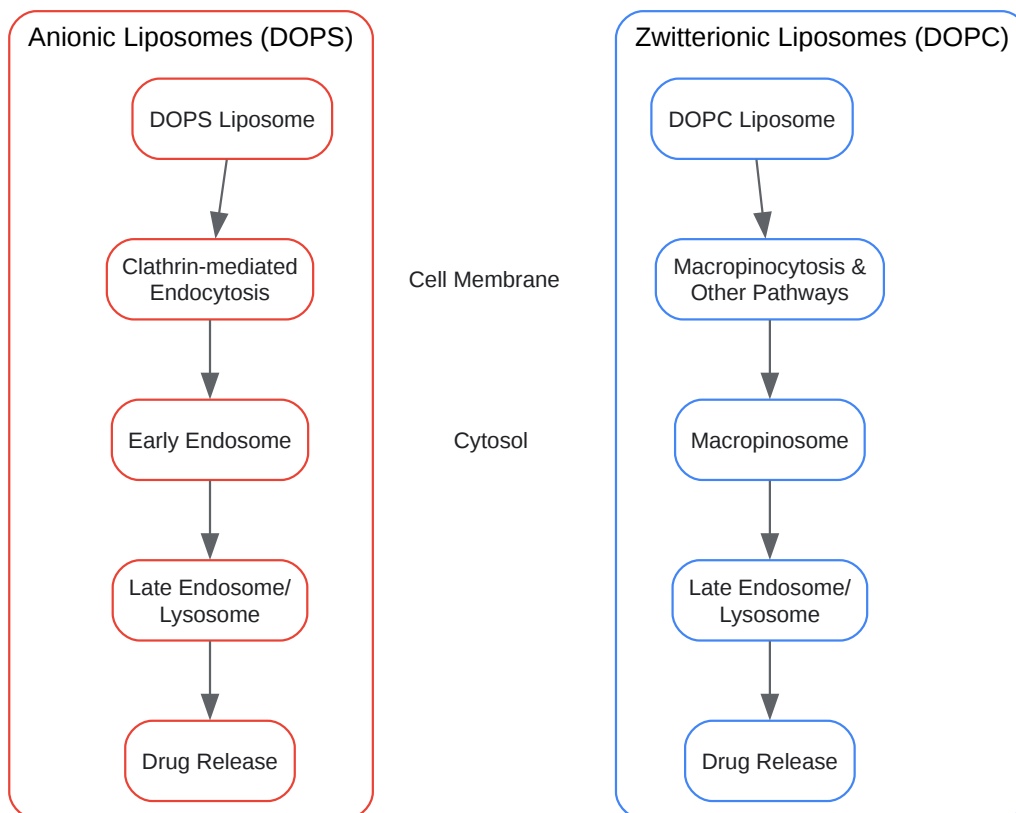 Anionic Liposomes (DOPS)
DOPS Liposome
Clathrin-mediated
Endocytosis
Early Endosome
Late Endosome/
Lysosome
Drug Release
Cell Membrane
Cytosol
Zwitterionic Liposomes (DOPC)
DOPC Liposome
Macropinocytosis &
Other Pathways
Macropinosome
Late Endosome/
Lysosome
Drug Release